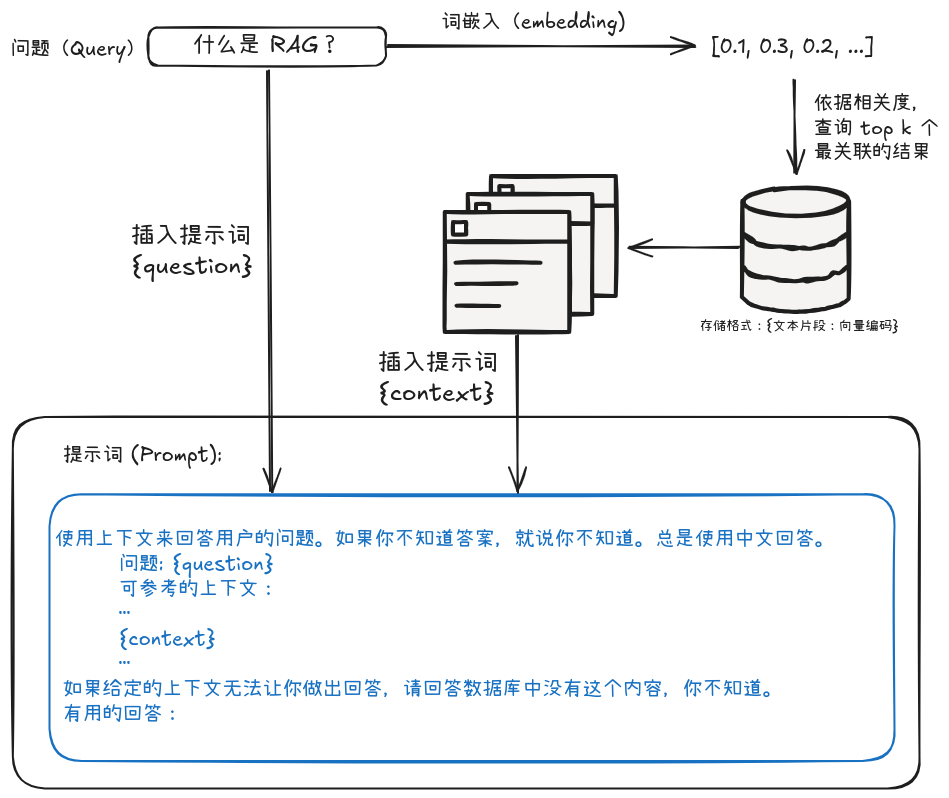 词嵌入（embedding)
问题（Query）
什么是 RAG？
[0.1, 0.3, 0.2, ...]
依据相关度,
查询 top k 个
最关联的结果
插入提示词
{question}
存储格式：{文本片段：向量编码}
插入提示词
{context}
提示词 (Prompt):
使用上下文来回答用户的问题。如果你不知道答案，就说你不知道。总是使用中文回答。
问题: {question}
可参考的上下文：
...
{context}
...
如果给定的上下文无法让你做出回答，请回答数据库中没有这个内容，你不知道。
有用的回答：